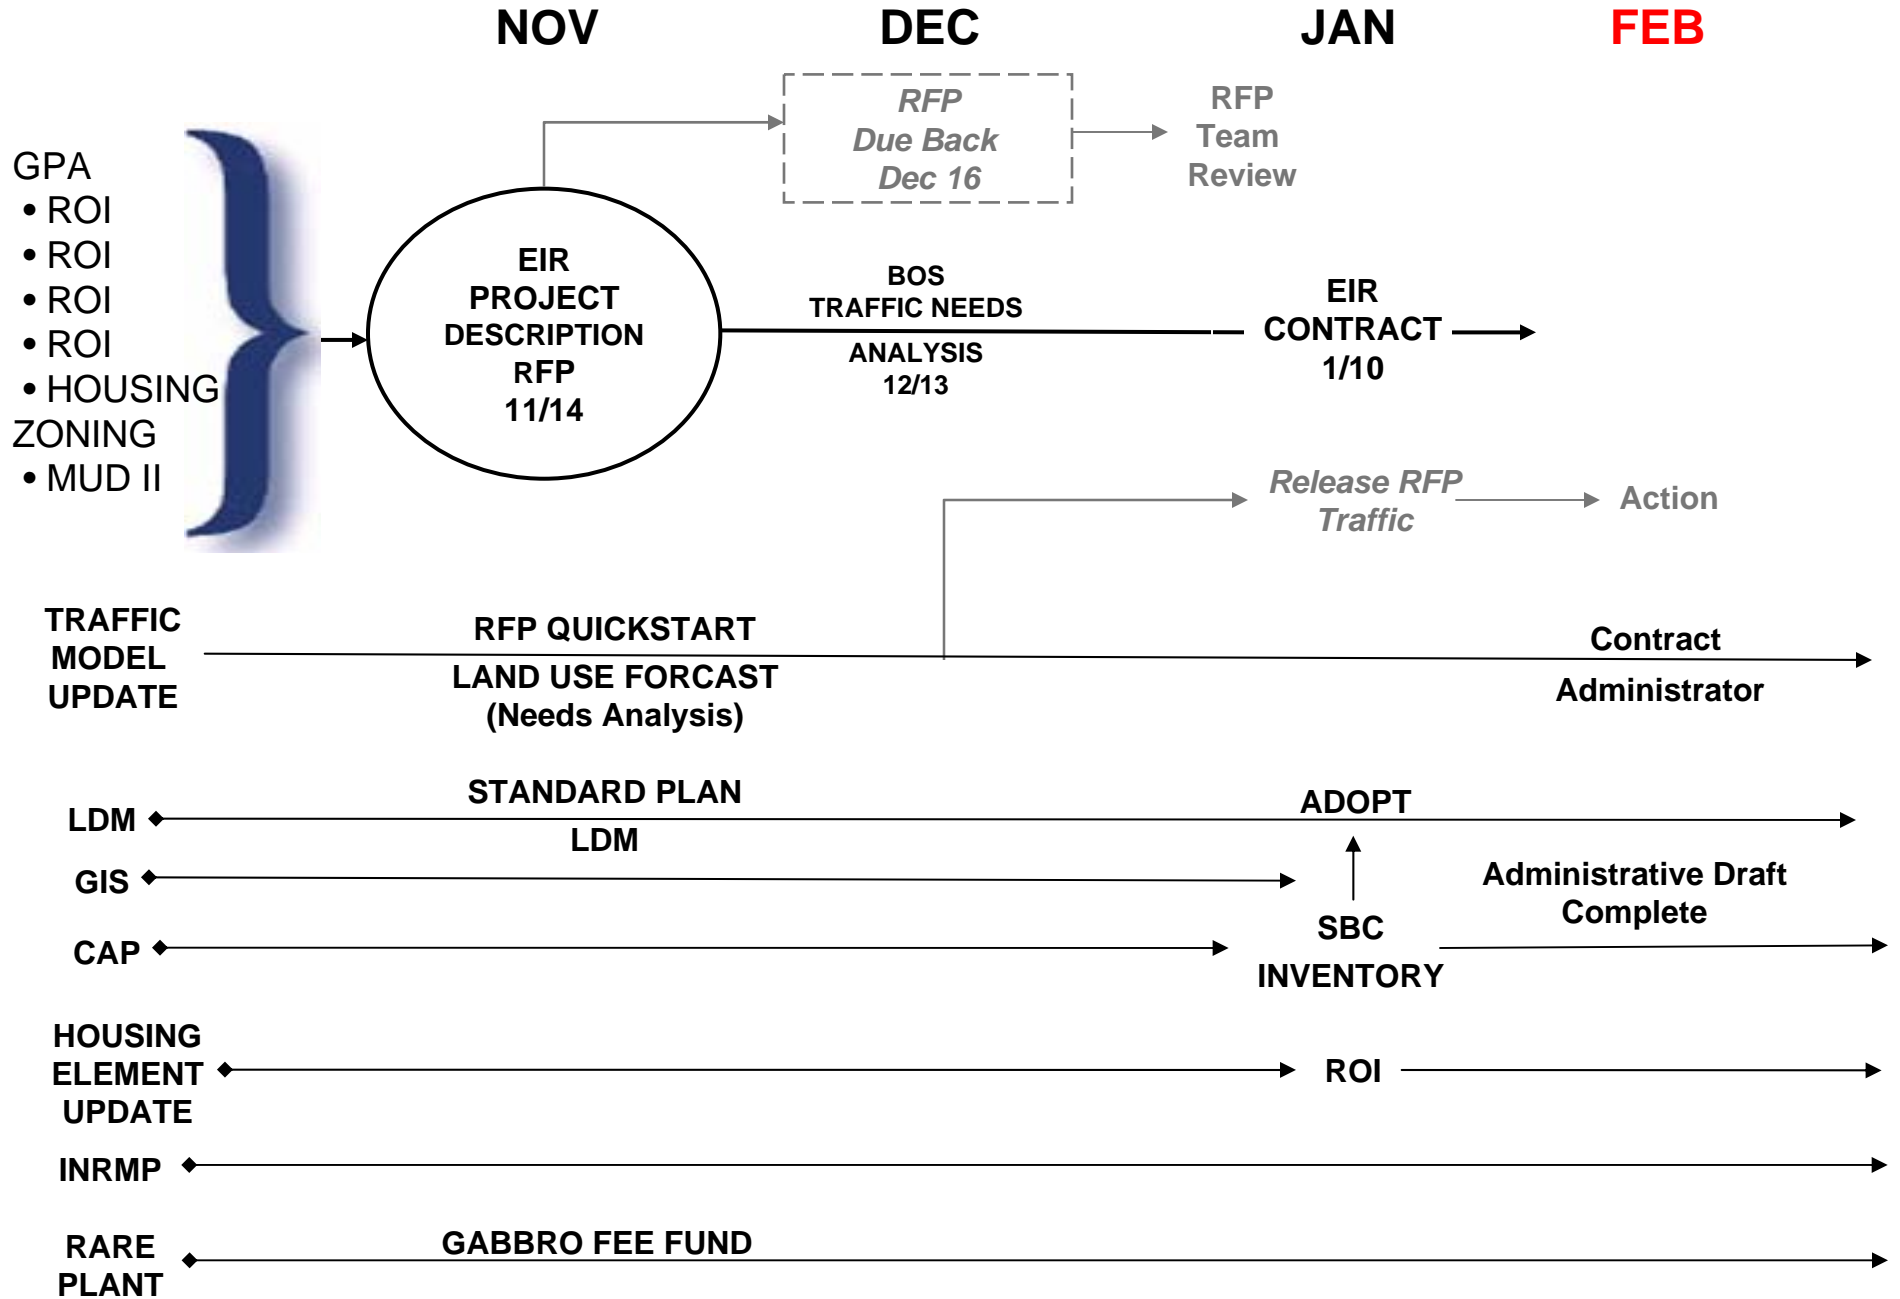 NOV DEC JAN FEB
RFP
Due Back
Dec 16
RFP
Team
Review
GPA
• ROI
• ROI
• ROI
• ROI
• HOUSING
ZONING
• MUD II
EIR
PROJECT
DESCRIPTION
RFP
11/14
BOS
TRAFFIC NEEDS
ANALYSIS
12/13
EIR
CONTRACT
1/10
Release RFP
Traffic
Action
TRAFFIC
MODEL
UPDATE
RFP QUICKSTART
LAND USE FORCAST
(Needs Analysis)
Contract
Administrator
LDM
STANDARD PLAN
LDM
ADOPT
GIS
Administrative Draft
Complete
CAP
SBC
INVENTORY
HOUSING
ELEMENT
UPDATE
ROI
INRMP
RARE
PLANT
GABBRO FEE FUND